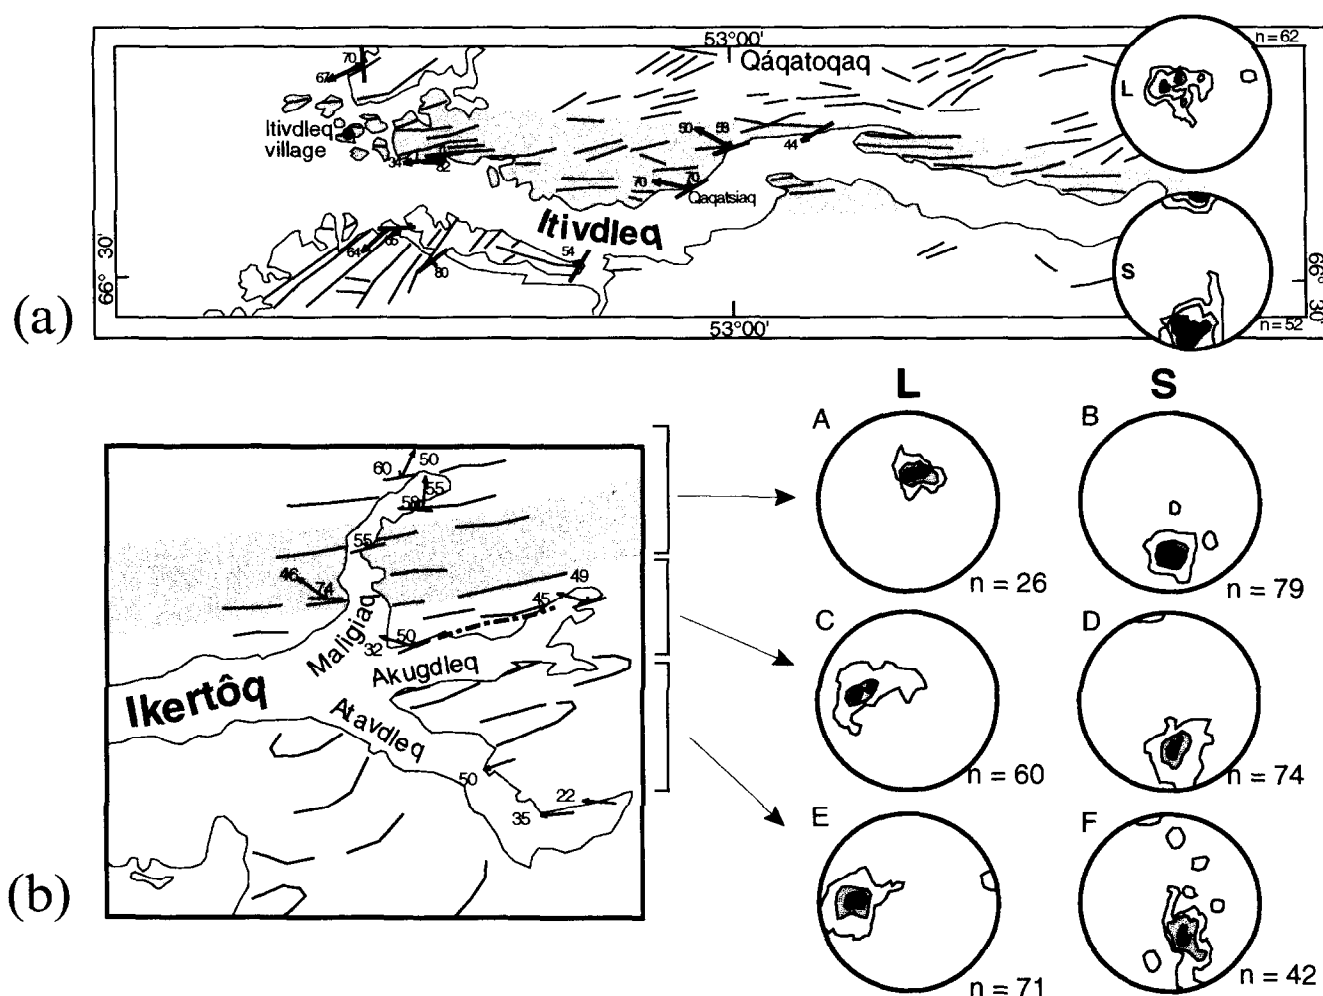 (a)
53°00'
n=62
Qáqatoqaq
70
67
L
Itivdleq
village
50
58
44
34
70
70
Qaqatsiaq
Itivdleq
64
65
80
54
S
66° 30'
66° 30'
53°00'
n=52
L
S
(b)
60
50
55
58
55
46
74
49
45
50
32
Maligiaq
Akugdleq
Ikertôq
Atavdleq
50
22
35
A
n = 26
B
n = 79
C
n = 60
D
n = 74
E
n = 71
F
n = 42